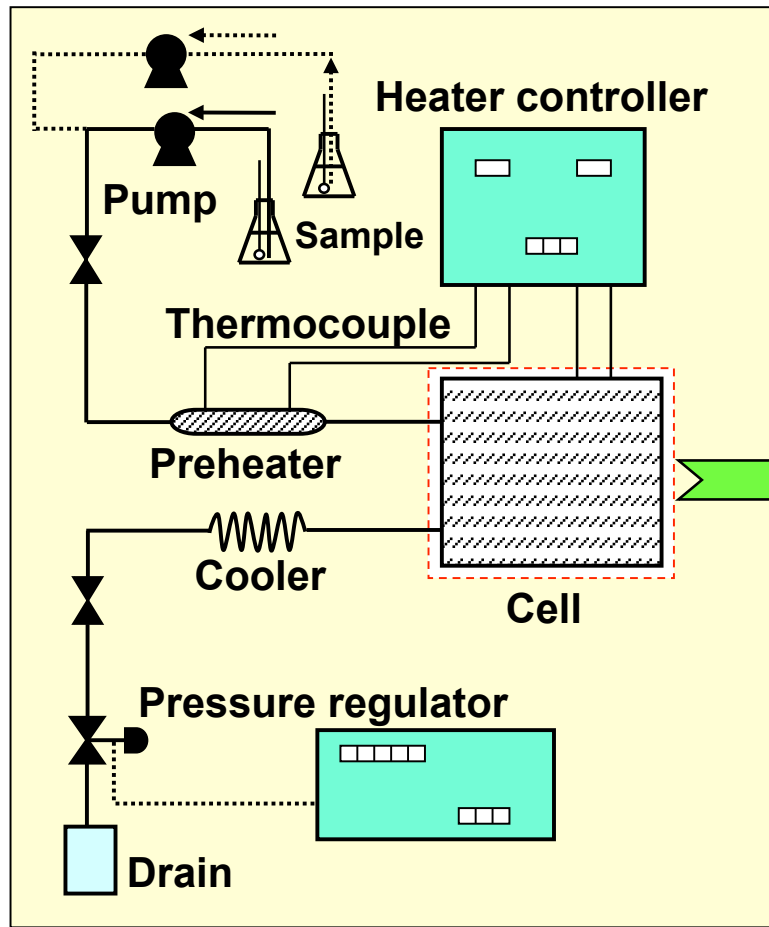 Heater controller
Pump
Sample
Thermocouple
Preheater
Cooler
Cell
Pressure regulator
Drain